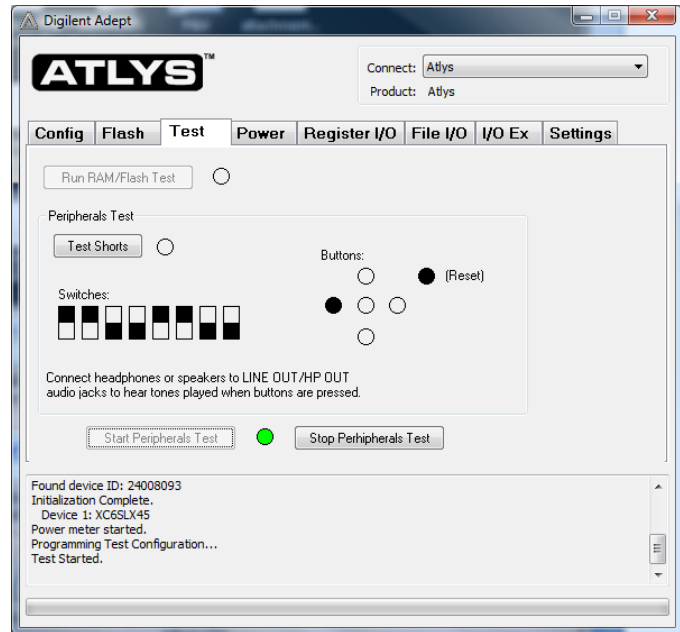 Digilent Adept
ATLYS™
Connect: Atlys
Product: Atlys
Config Flash Test Power Register I/O File I/O I/O Ex Settings
Run RAM/Flash Test
Peripherals Test
Test Shorts
Buttons:
(Reset)
Switches:
Connect headphones or speakers to LINE OUT/HP OUT
audio jacks to hear tones played when buttons are pressed.
Start Peripherals Test
Stop Perhipherals Test
Found device ID: 24008093
Initialization Complete.
Device 1: XC6SLX45
Power meter started.
Programming Test Configuration...
Test Started.